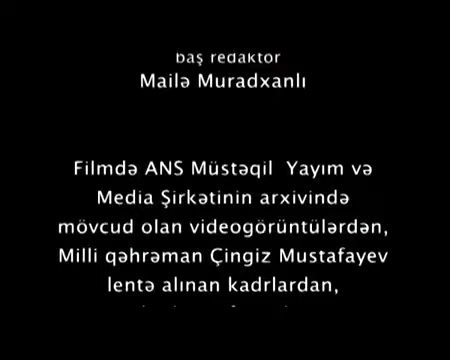 baş redaktor
Mailə Muradxanlı
Filmdə ANS Müstəqil Yayım və
Media Şirkətinin arxivində
mövcud olan videogörüntülərdən,
Milli qəhrəman Çingiz Mustafayev
lentə alınan kadrlardan,